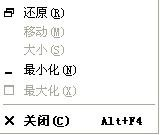 还原(R)
移动(M)
大小(S)
最小化(N)
最大化(X)
关闭(C) Alt+F4